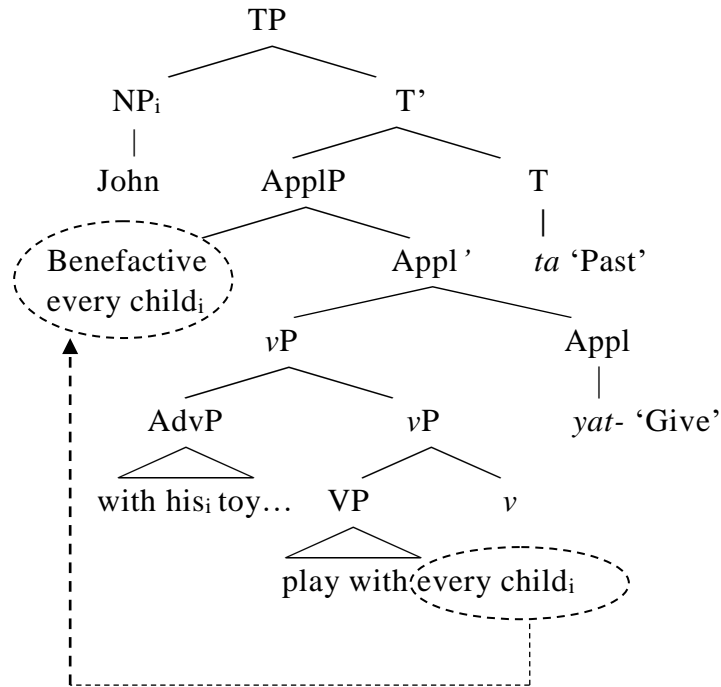 TP
NPᵢ T’
John ApplP T
Benefactive Appl’ ta ‘Past’
every childᵢ
vP Appl
AdvP vP yat- ‘Give’
with hisᵢ toy… VP v
play with every childᵢ